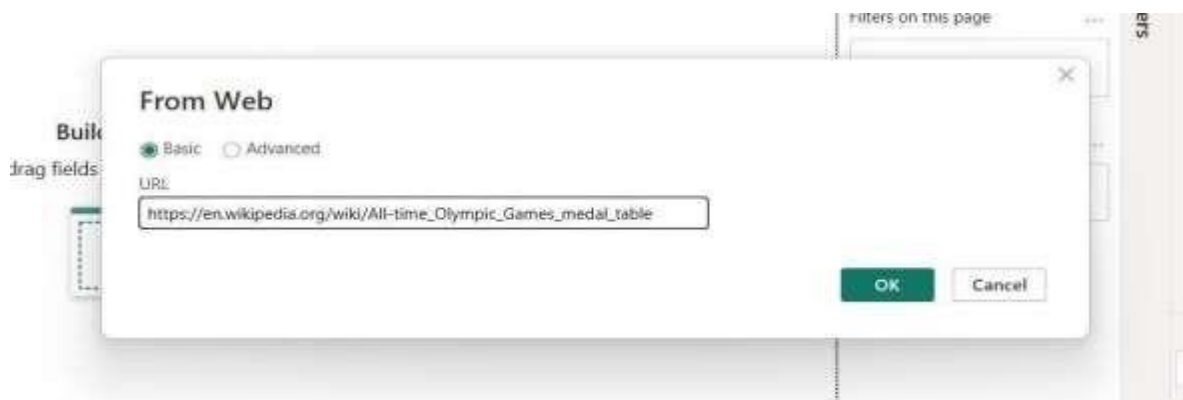 Filters on this page
...
ers
From Web
Build
Basic Advanced
drag fields
URL
https://en.wikipedia.org/wiki/All-time_Olympic_Games_medal_table
OK Cancel